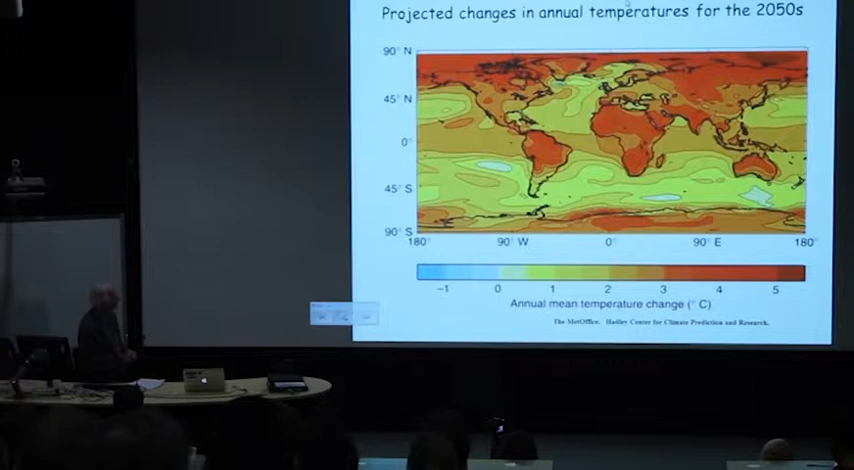 Projected changes in annual temperatures for the 2050s
90° N
45° N
0°
45° S
90° S
180° 90° W 0° 90° E 180°
−1 0 1 2 3 4 5
Annual mean temperature change (° C)
The MetOffice. Hadley Center for Climate Prediction and Research.